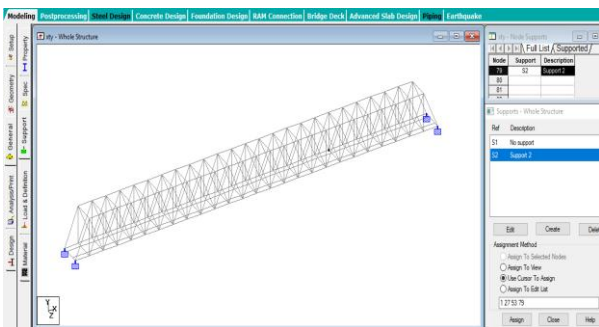 Modeling Postprocessing Steel Design Concrete Design Foundation Design RAM Connection Bridge Deck Advanced Slab Design Piping Earthquake
Setup
Geometry
General
Analysis/Print
Design
Property
Spec
Support
Load & Definition
Material
xty - Whole Structure
Y
X
Z
xty - Node Supports
Full List Supported
Node Support Description
79 S2 Support 2
80
81
Supports - Whole Structure
Ref Description
S1 No support
S2 Support 2
Edit Create Dele
Assignment Method
Assign To Selected Nodes
Assign To View
Use Cursor To Assign
Assign To Edit List
1 27 53 79
Assign Close Help